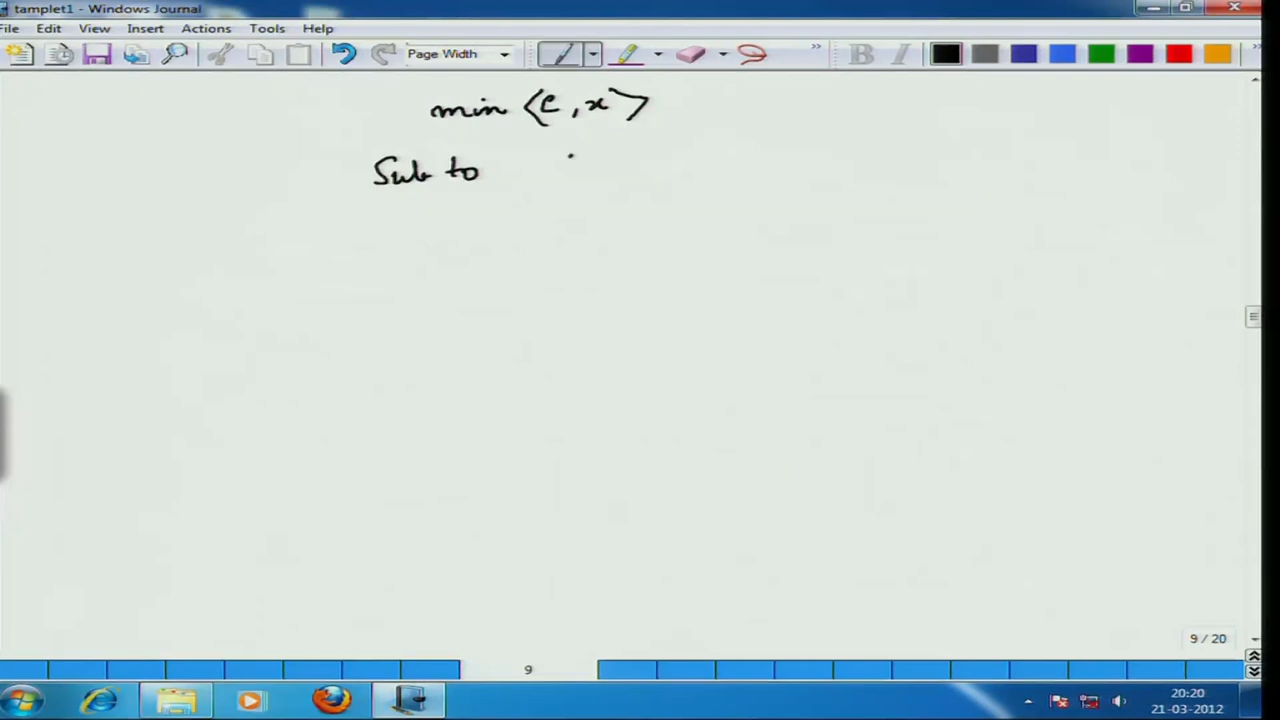 tamplet1 - Windows Journal
File Edit View Insert Actions Tools Help
Page Width
min ⟨c, x⟩
Sub to
9 / 20
9
20:20
21-03-2012